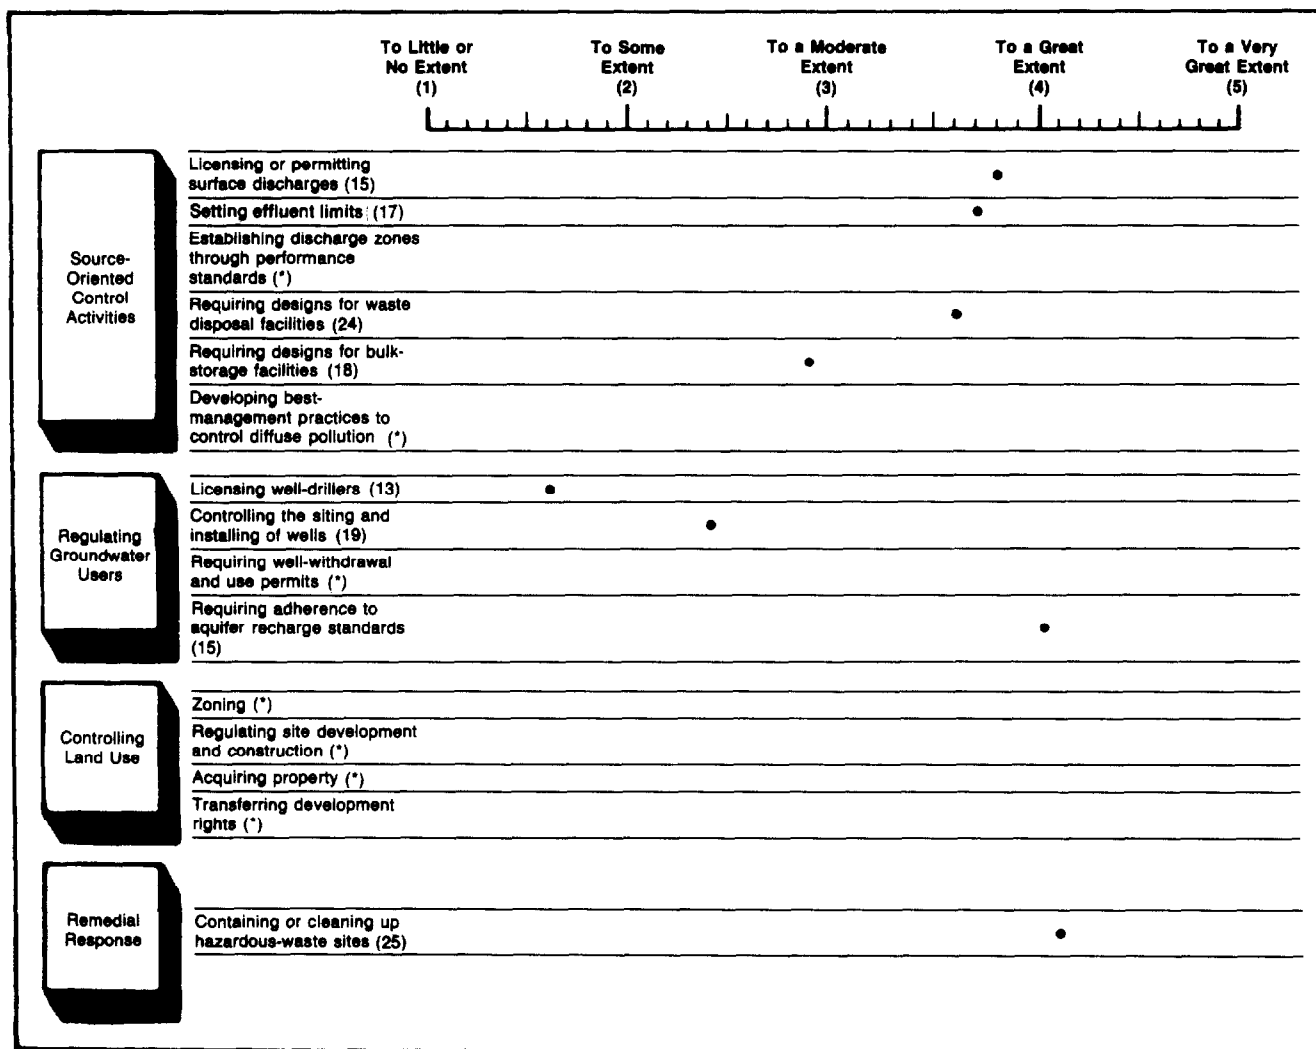 To Little or
No Extent
(1)
To Some
Extent
(2)
To a Moderate
Extent
(3)
To a Great
Extent
(4)
To a Very
Great Extent
(5)
Source-
Oriented
Control
Activities
Licensing or permitting
surface discharges (15)
Setting effluent limits (17)
Establishing discharge zones
through performance
standards (*)
Requiring designs for waste
disposal facilities (24)
Requiring designs for bulk-
storage facilities (18)
Developing best-
management practices to
control diffuse pollution (*)
Regulating
Groundwater
Users
Licensing well-drillers (13)
Controlling the siting and
installing of wells (19)
Requiring well-withdrawal
and use permits (*)
Requiring adherence to
aquifer recharge standards
(15)
Controlling
Land Use
Zoning (*)
Regulating site development
and construction (*)
Acquiring property (*)
Transferring development
rights (*)
Remedial
Response
Containing or cleaning up
hazardous-waste sites (25)